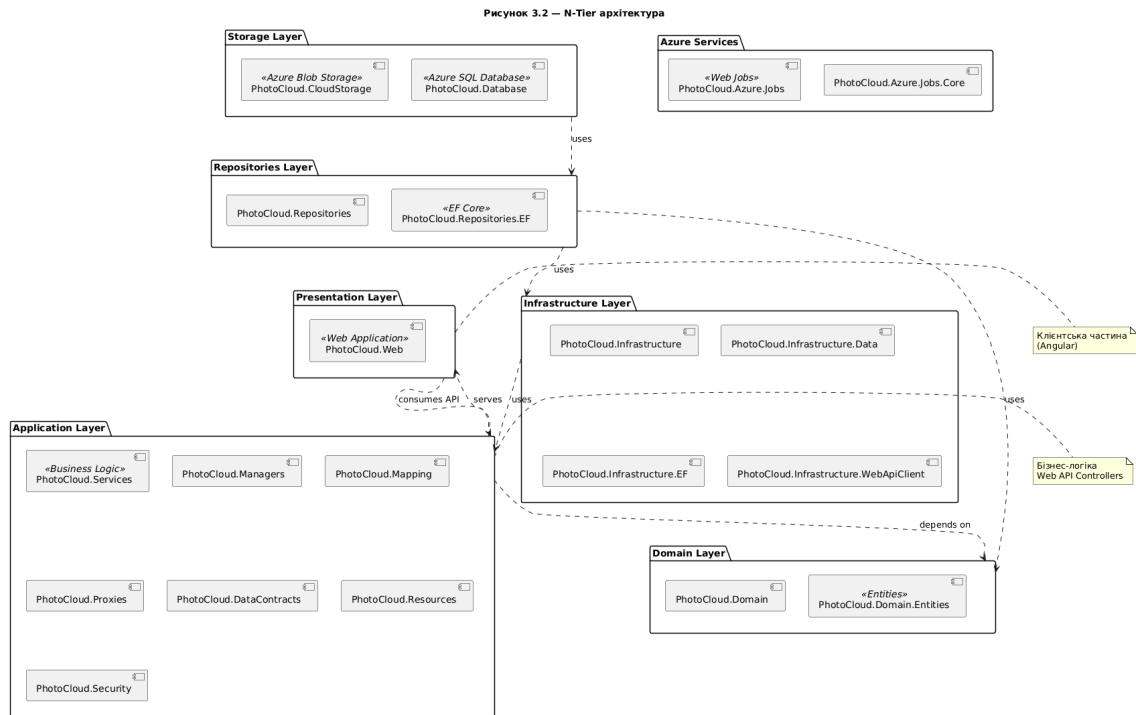 Рисунок 3.2 — N-Tier архітектура
Storage Layer
«Azure Blob Storage»
PhotoCloud.CloudStorage
«Azure SQL Database»
PhotoCloud.Database
Azure Services
«Web Jobs»
PhotoCloud.Azure.Jobs
PhotoCloud.Azure.Jobs.Core
uses
Repositories Layer
PhotoCloud.Repositories
«EF Core»
PhotoCloud.Repositories.EF
uses
Presentation Layer
«Web Application»
PhotoCloud.Web
Infrastructure Layer
PhotoCloud.Infrastructure
PhotoCloud.Infrastructure.Data
PhotoCloud.Infrastructure.EF
PhotoCloud.Infrastructure.WebApiClient
Клієнтська частина
(Angular)
consumes API
serves
uses
uses
Application Layer
«Business Logic»
PhotoCloud.Services
PhotoCloud.Managers
PhotoCloud.Mapping
PhotoCloud.Proxies
PhotoCloud.DataContracts
PhotoCloud.Resources
PhotoCloud.Security
Бізнес-логіка
Web API Controllers
depends on
Domain Layer
PhotoCloud.Domain
«Entities»
PhotoCloud.Domain.Entities